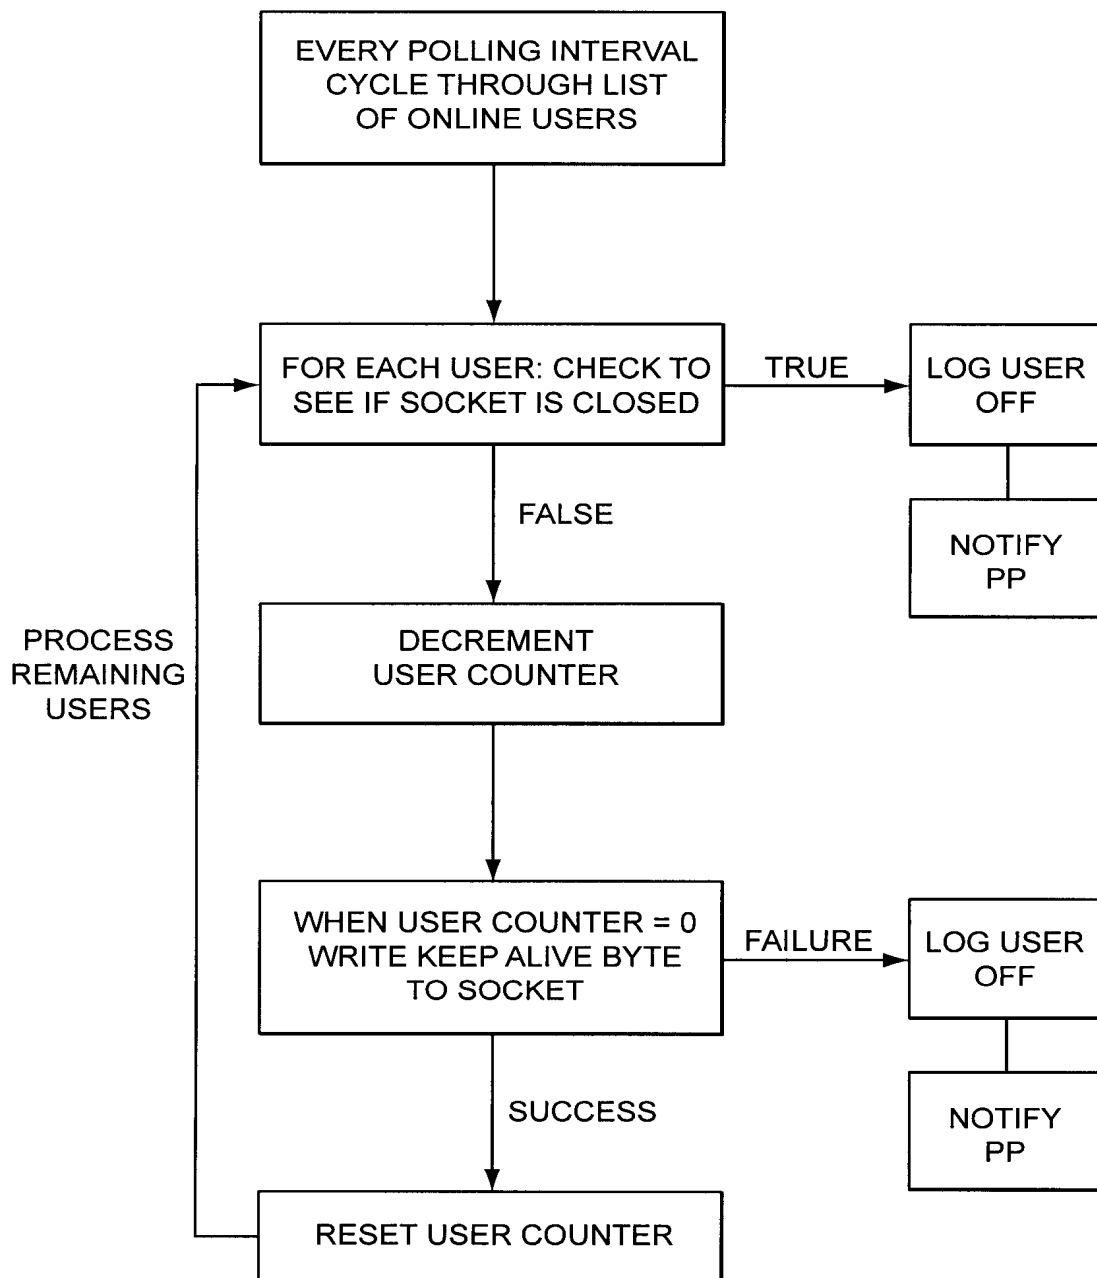 EVERY POLLING INTERVAL
CYCLE THROUGH LIST
OF ONLINE USERS
FOR EACH USER: CHECK TO
SEE IF SOCKET IS CLOSED
TRUE
LOG USER
OFF
NOTIFY
PP
FALSE
DECREMENT
USER COUNTER
PROCESS
REMAINING
USERS
WHEN USER COUNTER = 0
WRITE KEEP ALIVE BYTE
TO SOCKET
FAILURE
LOG USER
OFF
NOTIFY
PP
SUCCESS
RESET USER COUNTER